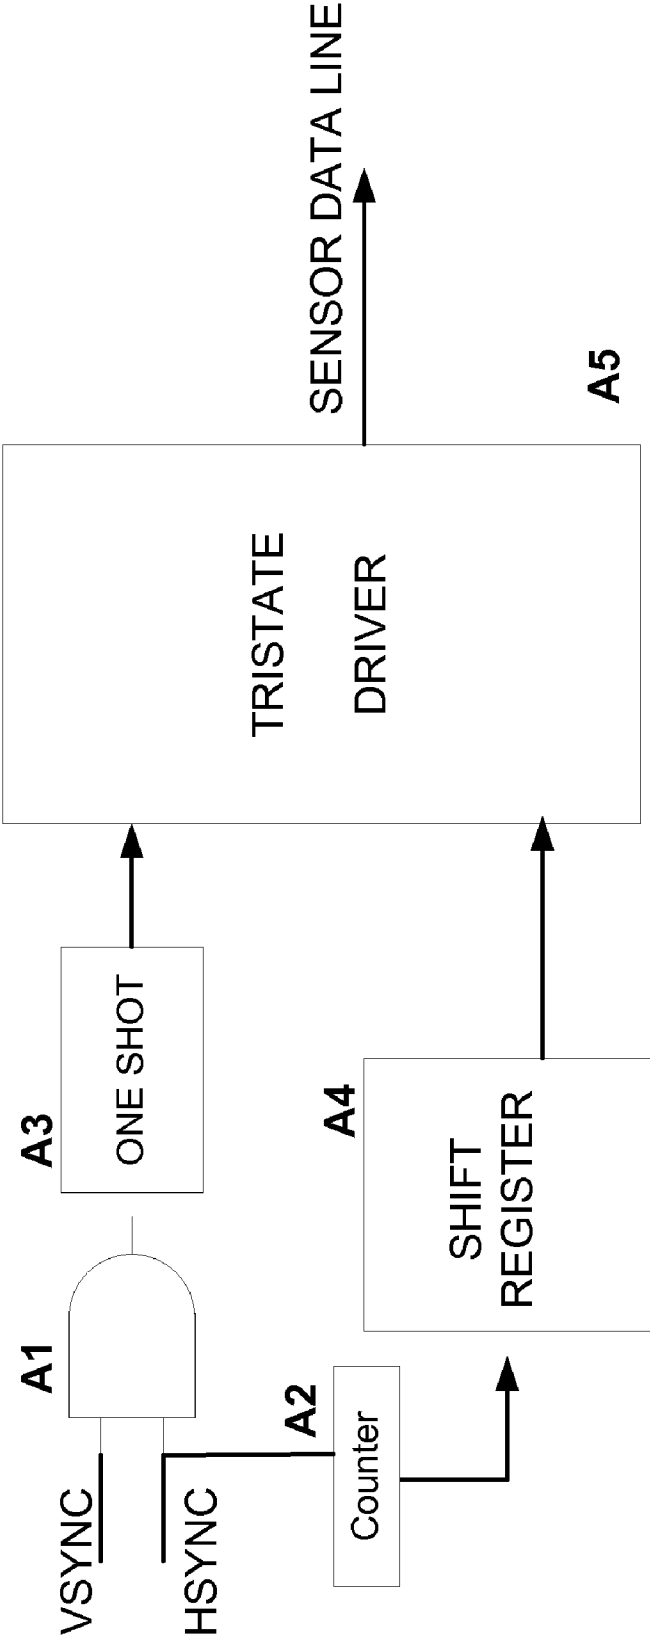 VSYNC
HSYNC
A1
A2
Counter
A3
ONE SHOT
A4
SHIFT
REGISTER
TRISTATE
DRIVER
A5
SENSOR DATA LINE